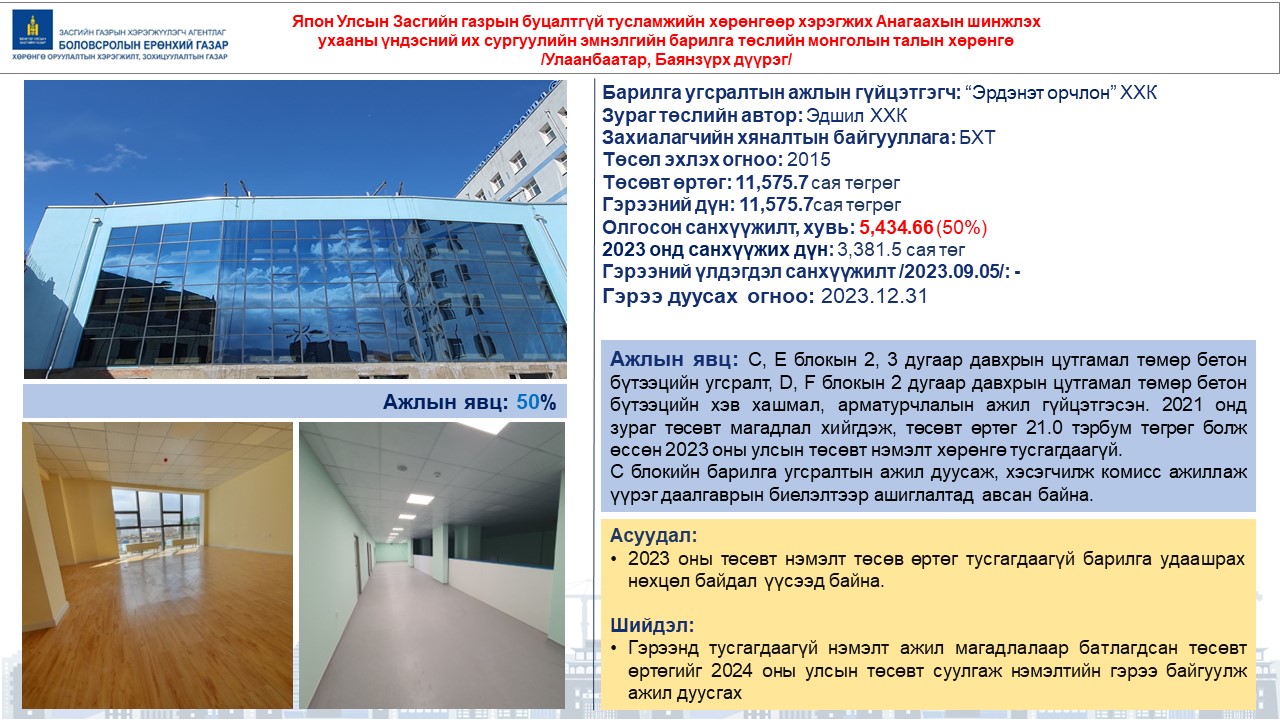 ЗАСГИЙН ГАЗРЫН ХЭРЭГЖҮҮЛЭГЧ АГЕНТЛАГ
БОЛОВСРОЛЫН ЕРӨНХИЙ ГАЗАР
ХӨРӨНГӨ ОРУУЛАЛТЫН ХЭРЭГЖИЛТ, ЗОХИЦУУЛАЛТЫН ГАЗАР
Япон Улсын Засгийн газрын буцалтгүй тусламжийн хөрөнгөөр хэрэгжих Анагаахын шинжлэх
ухааны үндэсний их сургуулийн эмнэлгийн барилга төслийн монголын талын хөрөнгө
/Улаанбаатар, Баянзүрх дүүрэг/
Ажлын явц: 50%
Барилга угсралтын ажлын гүйцэтгэгч: “Эрдэнэт орчлон” ХХК
Зураг төслийн автор: Эдшил ХХК
Захиалагчийн хяналтын байгууллага: БХТ
Төсөл эхлэх огноо: 2015
Төсөвт өртөг: 11,575.7 сая төгрөг
Гэрээний дүн: 11,575.7сая төгрөг
Олгосон санхүүжилт, хувь: 5,434.66 (50%)
2023 онд санхүүжих дүн: 3,381.5 сая төг
Гэрээний үлдэгдэл санхүүжилт /2023.09.05/: -
Гэрээ дуусах огноо: 2023.12.31
Ажлын явц: С, Е блокын 2, 3 дугаар давхрын цутгамал төмөр бетон
бүтээцийн угсралт, D, F блокын 2 дугаар давхрын цутгамал төмөр бетон
бүтээцийн хэв хашмал, арматурчлалын ажил гүйцэтгэсэн. 2021 онд
зураг төсөвт магадлал хийгдэж, төсөвт өртөг 21.0 тэрбум төгрөг болж
өссөн 2023 оны улсын төсөвт нэмэлт хөрөнгө тусгагдаагүй.
С блокийн барилга угсралтын ажил дуусаж, хэсэгчилж комисс ажиллаж
үүрэг даалгаврын биелэлтээр ашиглалтад авсан байна.
Асуудал:
• 2023 оны төсөвт нэмэлт төсөв өртөг тусгагдаагүй барилга удаашрах
нөхцөл байдал үүсээд байна.
Шийдэл:
• Гэрээнд тусгагдаагүй нэмэлт ажил магадлалаар батлагдсан төсөвт
өртөгийг 2024 оны улсын төсөвт суулгаж нэмэлтийн гэрээ байгуулж
ажил дуусгах